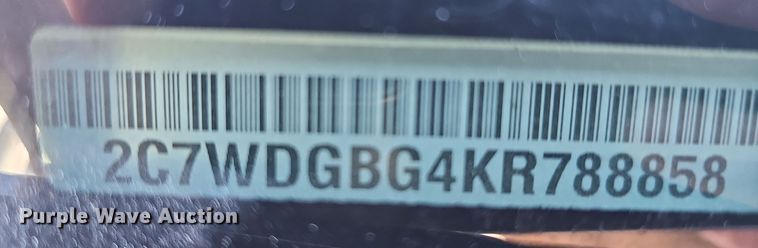 2C7WDGBG4KR788858
Purple Wave Auction